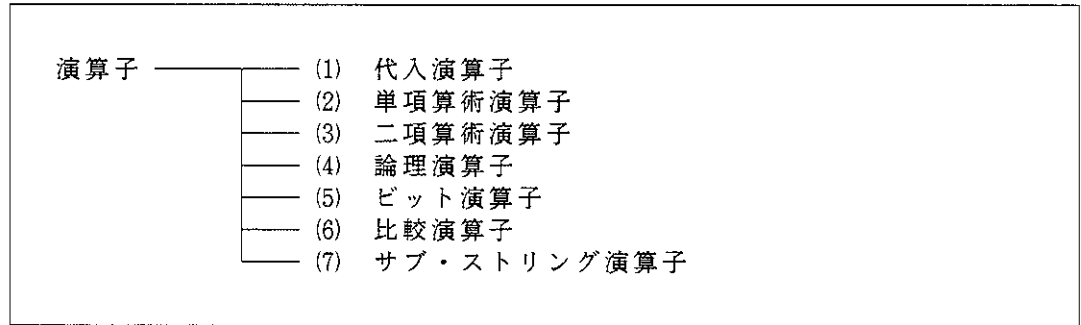 演算子 (1) 代入演算子
(2) 単項算術演算子
(3) 二項算術演算子
(4) 論理演算子
(5) ビット演算子
(6) 比較演算子
(7) サブ・ストリング演算子